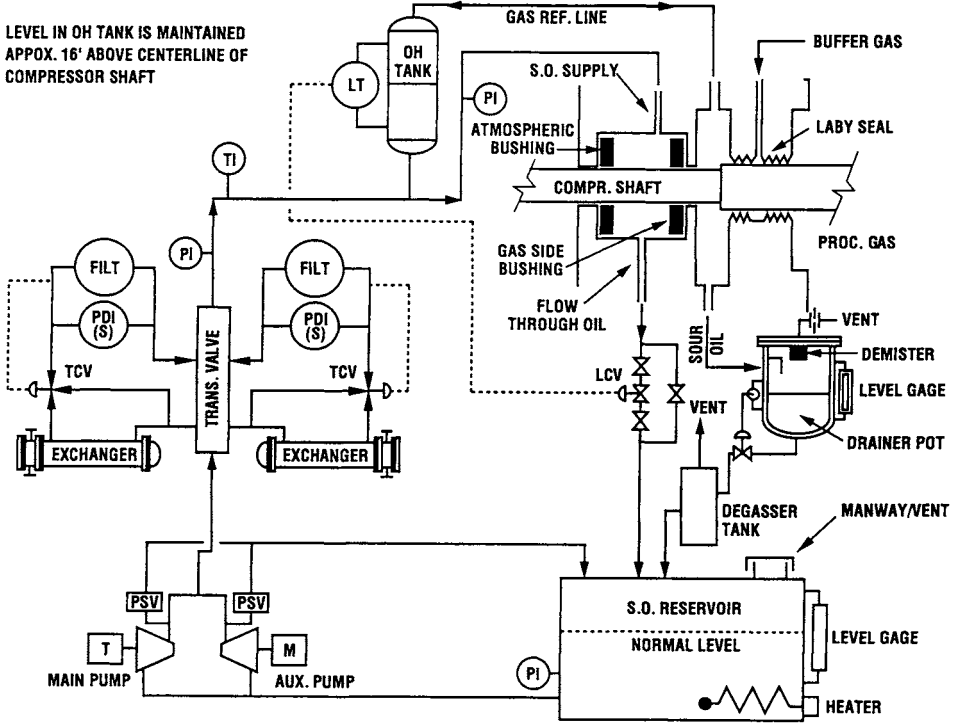 LEVEL IN OH TANK IS MAINTAINED
APPOX. 16' ABOVE CENTERLINE OF
COMPRESSOR SHAFT
GAS REF. LINE
OH
TANK
LT
PI
S.O. SUPPLY
BUFFER GAS
LABY SEAL
ATMOSPHERIC
BUSHING
TI
COMPR. SHAFT
PROC. GAS
GAS SIDE
BUSHING
FLOW
THROUGH OIL
PI
FILT
FILT
PDI
(S)
PDI
(S)
TRANS. VALVE
TCV
TCV
EXCHANGER
EXCHANGER
LCV
SOUR
OIL
VENT
DEMISTER
LEVEL GAGE
DRAINER POT
VENT
DEGASSER
TANK
MANWAY/VENT
PSV
PSV
T
M
MAIN PUMP
AUX. PUMP
S.O. RESERVOIR
NORMAL LEVEL
LEVEL GAGE
PI
HEATER